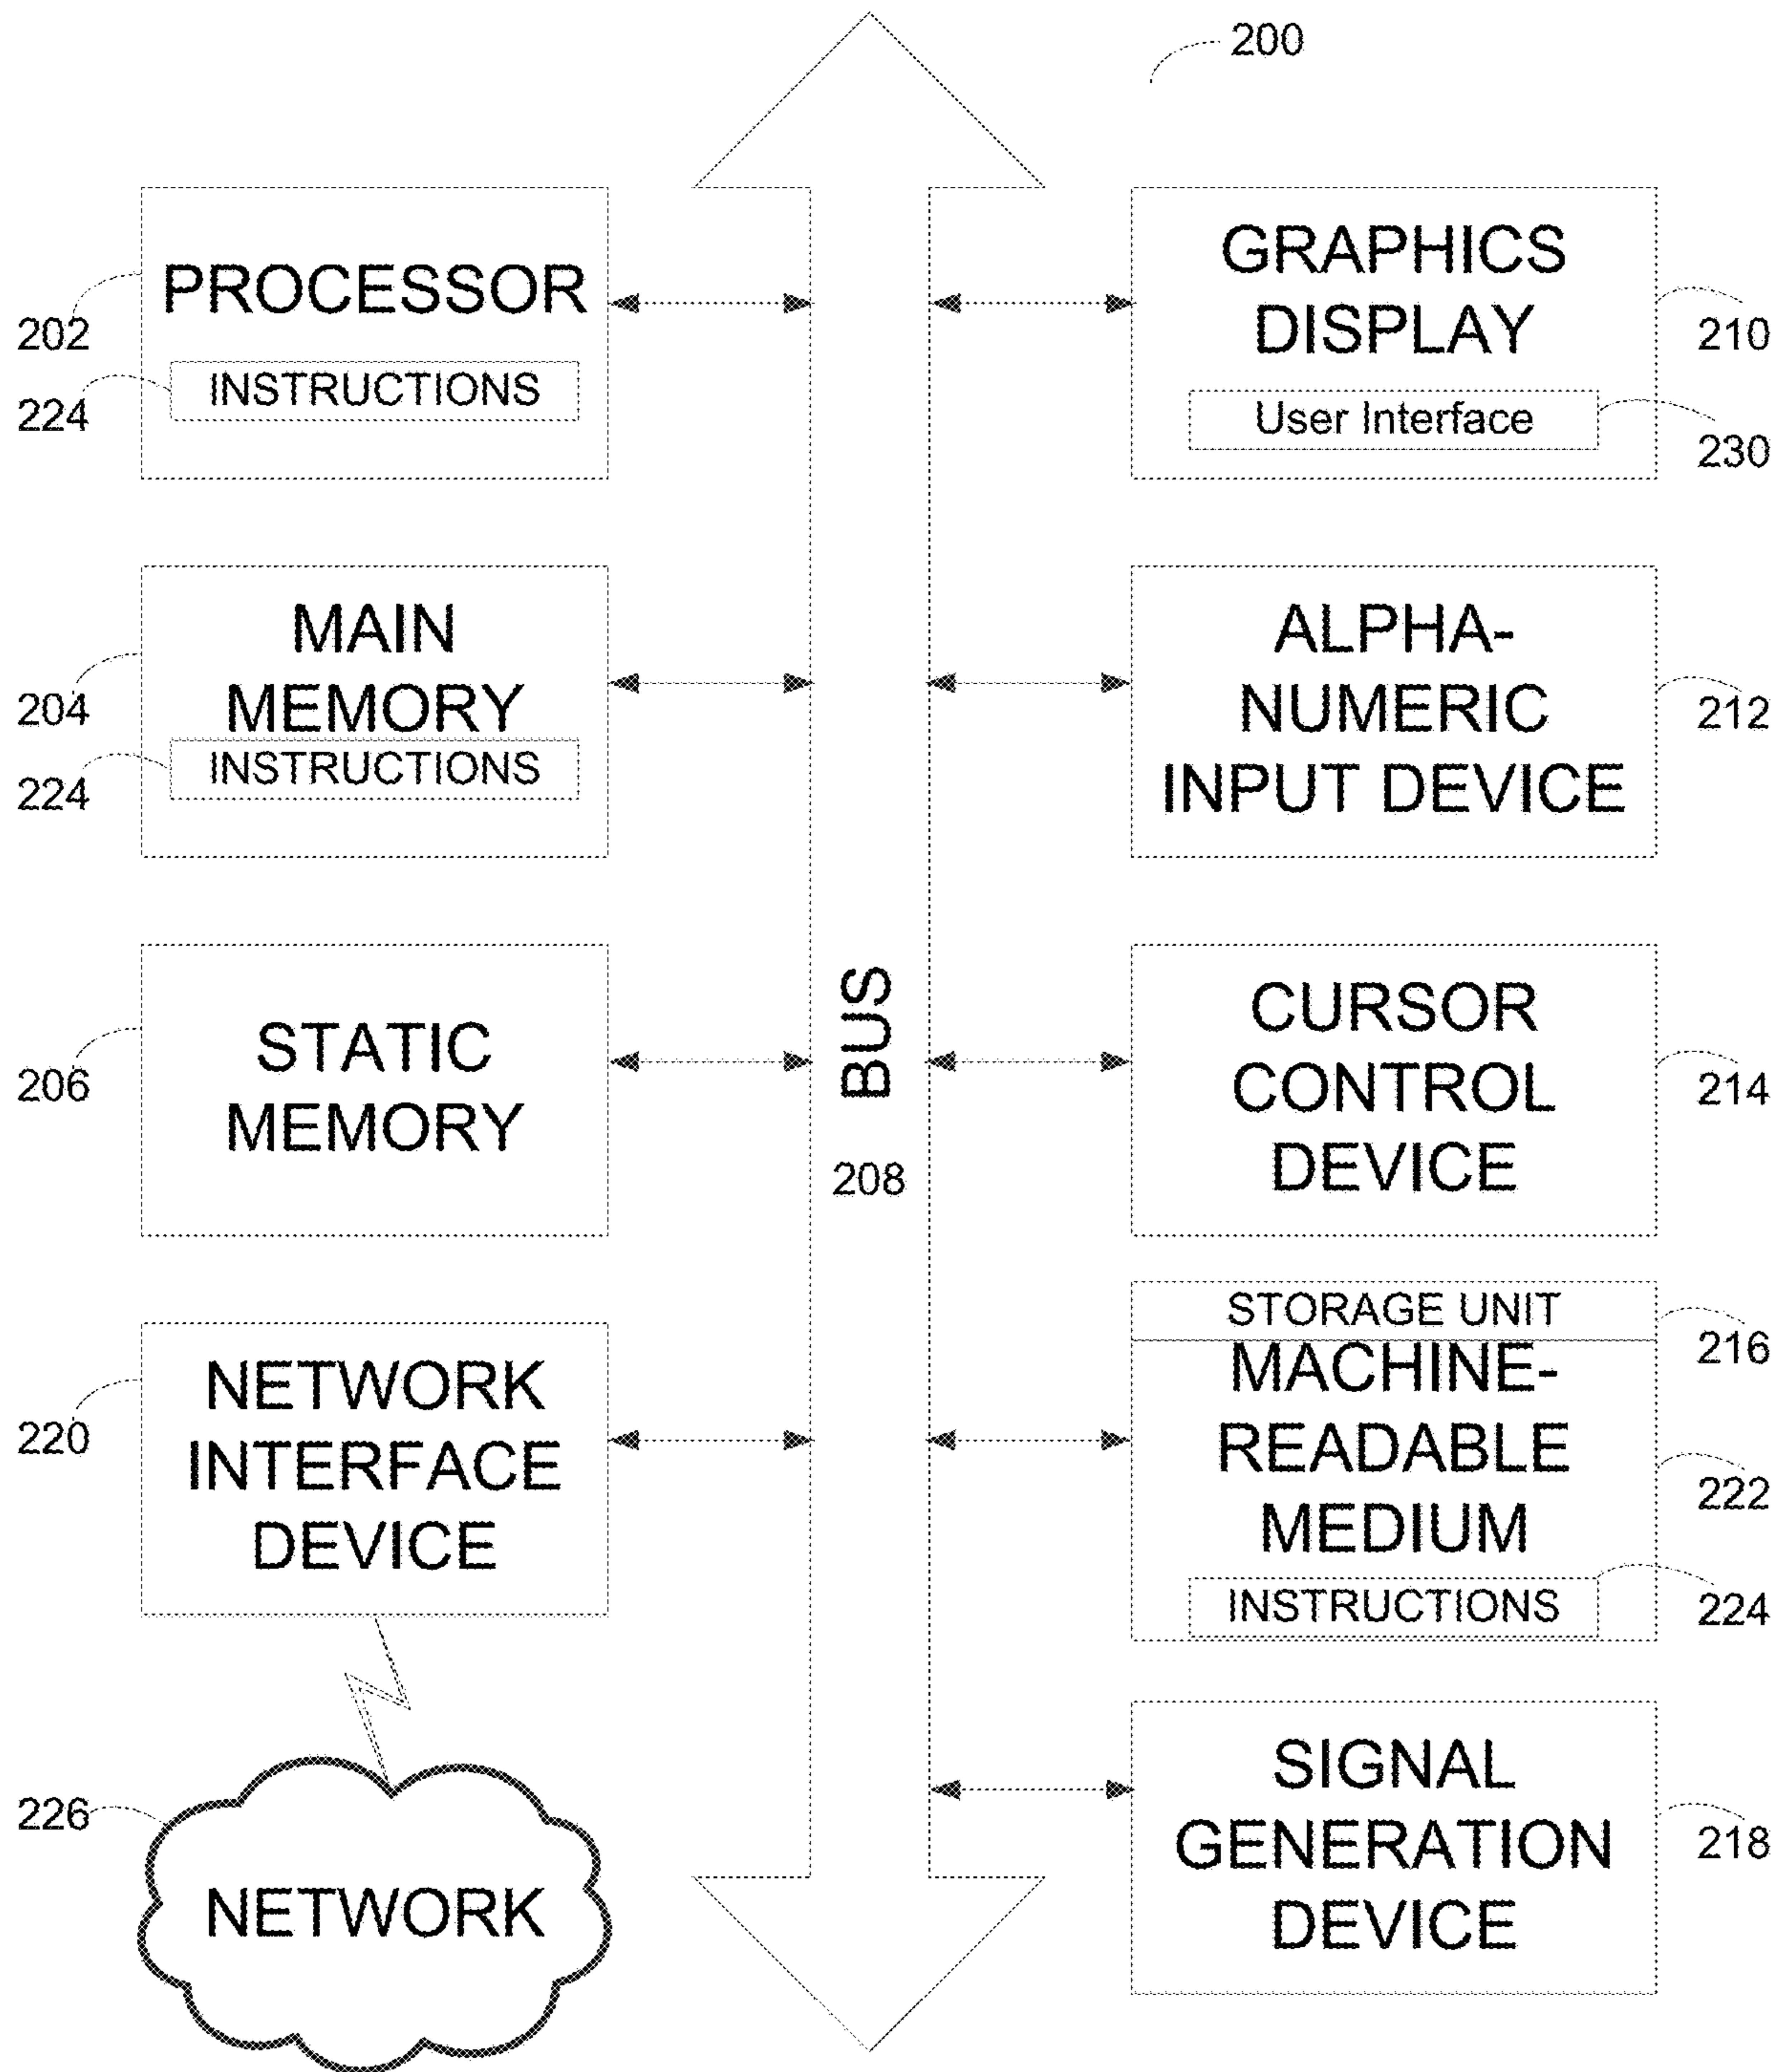 200
PROCESSOR
202
INSTRUCTIONS
224
MAIN
MEMORY
204
INSTRUCTIONS
224
STATIC
MEMORY
206
NETWORK
INTERFACE
DEVICE
220
226
NETWORK
BUS
208
GRAPHICS
DISPLAY
210
User Interface
230
ALPHA-
NUMERIC
INPUT DEVICE
212
CURSOR
CONTROL
DEVICE
214
STORAGE UNIT
216
MACHINE-
READABLE
MEDIUM
222
INSTRUCTIONS
224
SIGNAL
GENERATION
DEVICE
218